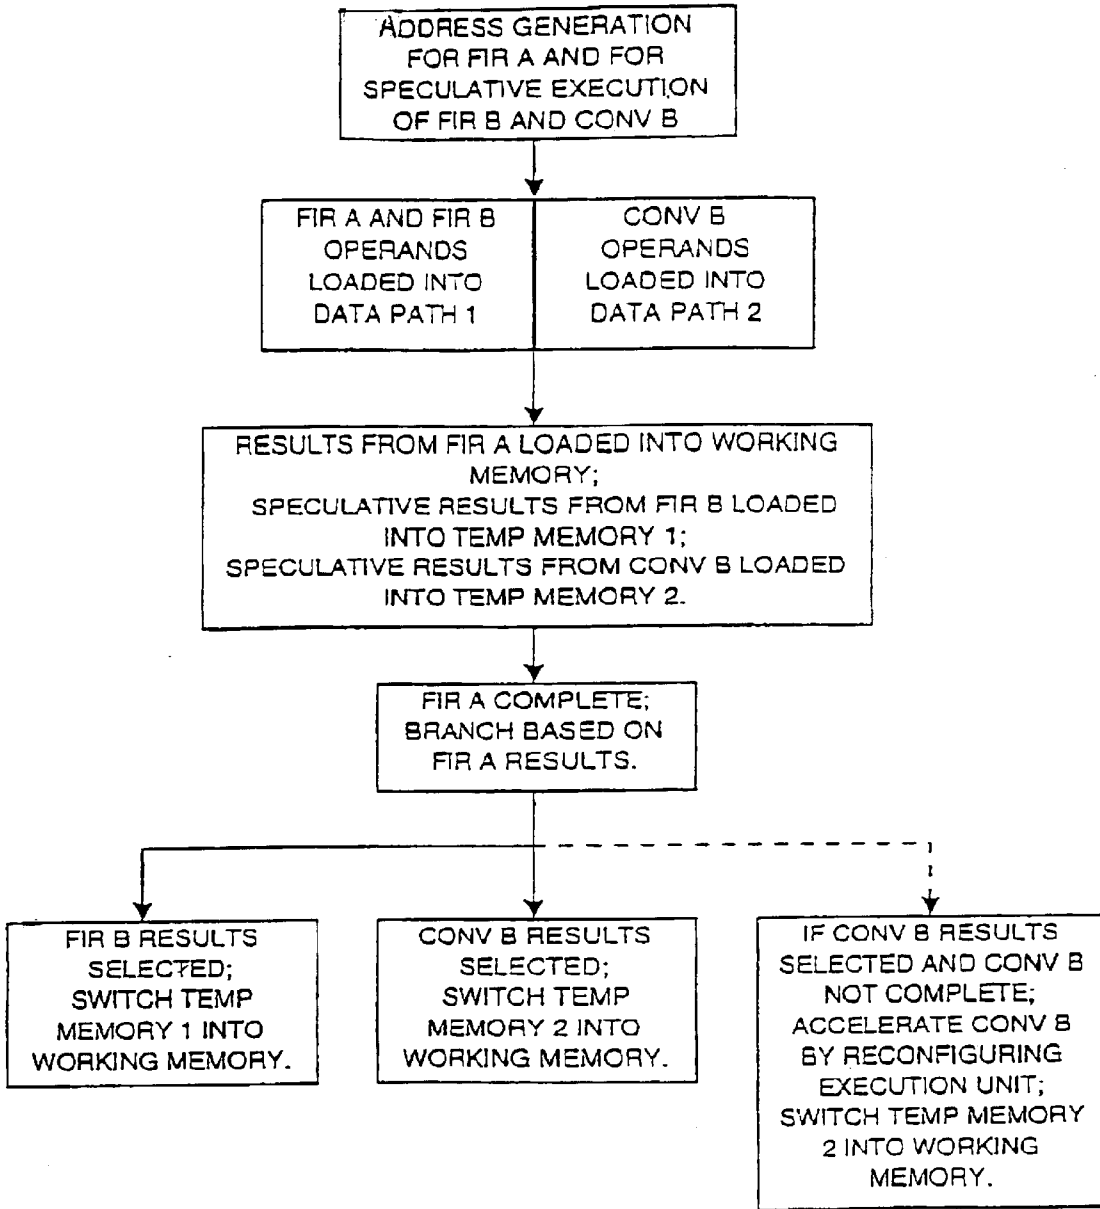 ADDRESS GENERATION
FOR FIR A AND FOR
SPECULATIVE EXECUTION
OF FIR B AND CONV B
FIR A AND FIR B
OPERANDS
LOADED INTO
DATA PATH 1
CONV B
OPERANDS
LOADED INTO
DATA PATH 2
RESULTS FROM FIR A LOADED INTO WORKING
MEMORY;
SPECULATIVE RESULTS FROM FIR B LOADED
INTO TEMP MEMORY 1;
SPECULATIVE RESULTS FROM CONV B LOADED
INTO TEMP MEMORY 2.
FIR A COMPLETE;
BRANCH BASED ON
FIR A RESULTS.
FIR B RESULTS
SELECTED;
SWITCH TEMP
MEMORY 1 INTO
WORKING MEMORY.
CONV B RESULTS
SELECTED;
SWITCH TEMP
MEMORY 2 INTO
WORKING MEMORY.
IF CONV B RESULTS
SELECTED AND CONV B
NOT COMPLETE;
ACCELERATE CONV B
BY RECONFIGURING
EXECUTION UNIT;
SWITCH TEMP MEMORY
2 INTO WORKING
MEMORY.